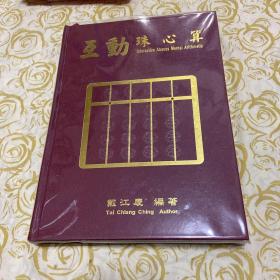 互動珠心算
Interactive Abacus Mental Arithmetic
戴江慶 編著
Tai Chiang Ching Author